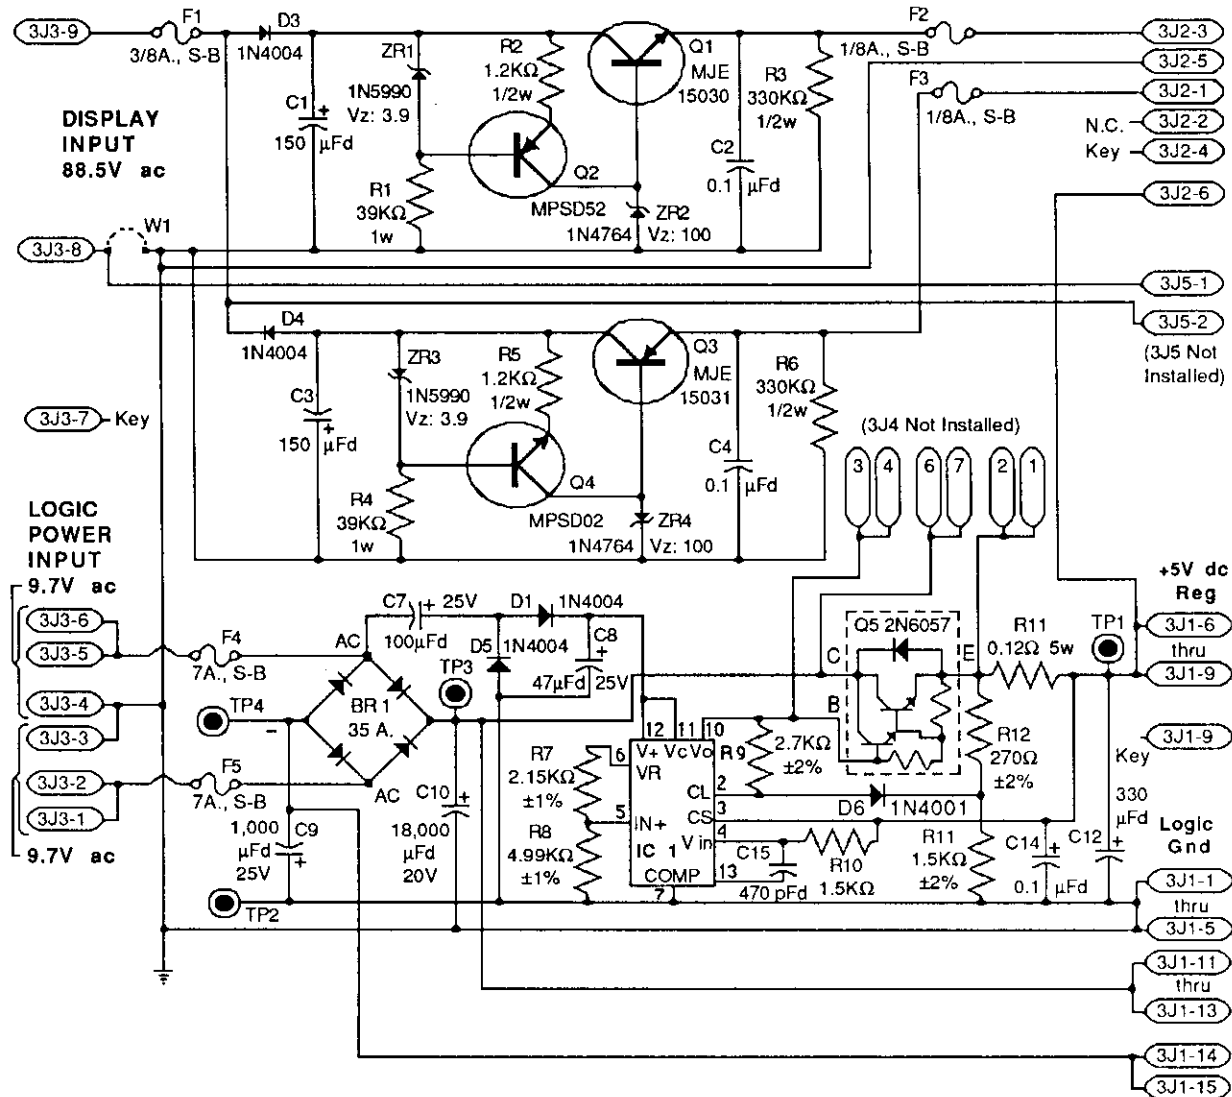 3J3-9
F1
3/8A., S-B
D3
1N4004
ZR1
1N5990
Vz: 3.9
R2
1.2KΩ
1/2w
Q1
MJE
15030
R3
330KΩ
1/2w
F2
1/8A., S-B
F3
1/8A., S-B
3J2-3
3J2-5
3J2-1
N.C.
3J2-2
Key
3J2-4
3J2-6
DISPLAY
INPUT
88.5V ac
C1
+
150 µFd
R1
39KΩ
1w
Q2
MPSD52
C2
0.1 µFd
ZR2
1N4764
Vz: 100
W1
3J3-8
3J5-1
3J5-2
(3J5 Not
Installed)
D4
1N4004
ZR3
1N5990
Vz: 3.9
R5
1.2KΩ
1/2w
Q3
MJE
15031
R6
330KΩ
1/2w
C3
+
150 µFd
3J3-7
Key
R4
39KΩ
1w
Q4
MPSD02
ZR4
1N4764
Vz: 100
C4
0.1 µFd
(3J4 Not Installed)
3
4
6
7
2
1
LOGIC
POWER
INPUT
9.7V ac
3J3-6
3J3-5
3J3-4
3J3-3
3J3-2
3J3-1
9.7V ac
F4
7A., S-B
F5
7A., S-B
TP4
-
AC
BR 1
35 A.
AC
C7
+
25V
100µFd
D1
1N4004
D5
1N4004
C8
+
47µFd
25V
TP3
Q5 2N6057
C
B
E
R11
0.12Ω 5w
TP1
+5V dc
Reg
3J1-6
thru
3J1-9
Key
3J1-9
12
11
10
V+
Vc
Vo
6
VR
5
IN+
IC 1
COMP
7
CL
2
CS
3
V in
4
13
R7
2.15KΩ
±1%
R8
4.99KΩ
±1%
R9
2.7KΩ
±2%
D6
1N4001
R12
270Ω
±2%
R10
1.5KΩ
C15
470 pFd
R11
1.5KΩ
±2%
C14
+
0.1 µFd
C12
330
µFd
+
C10
+
18,000
µFd
20V
1,000
µFd
25V
C9
+
TP2
Logic
Gnd
3J1-1
thru
3J1-5
3J1-11
thru
3J1-13
3J1-14
3J1-15